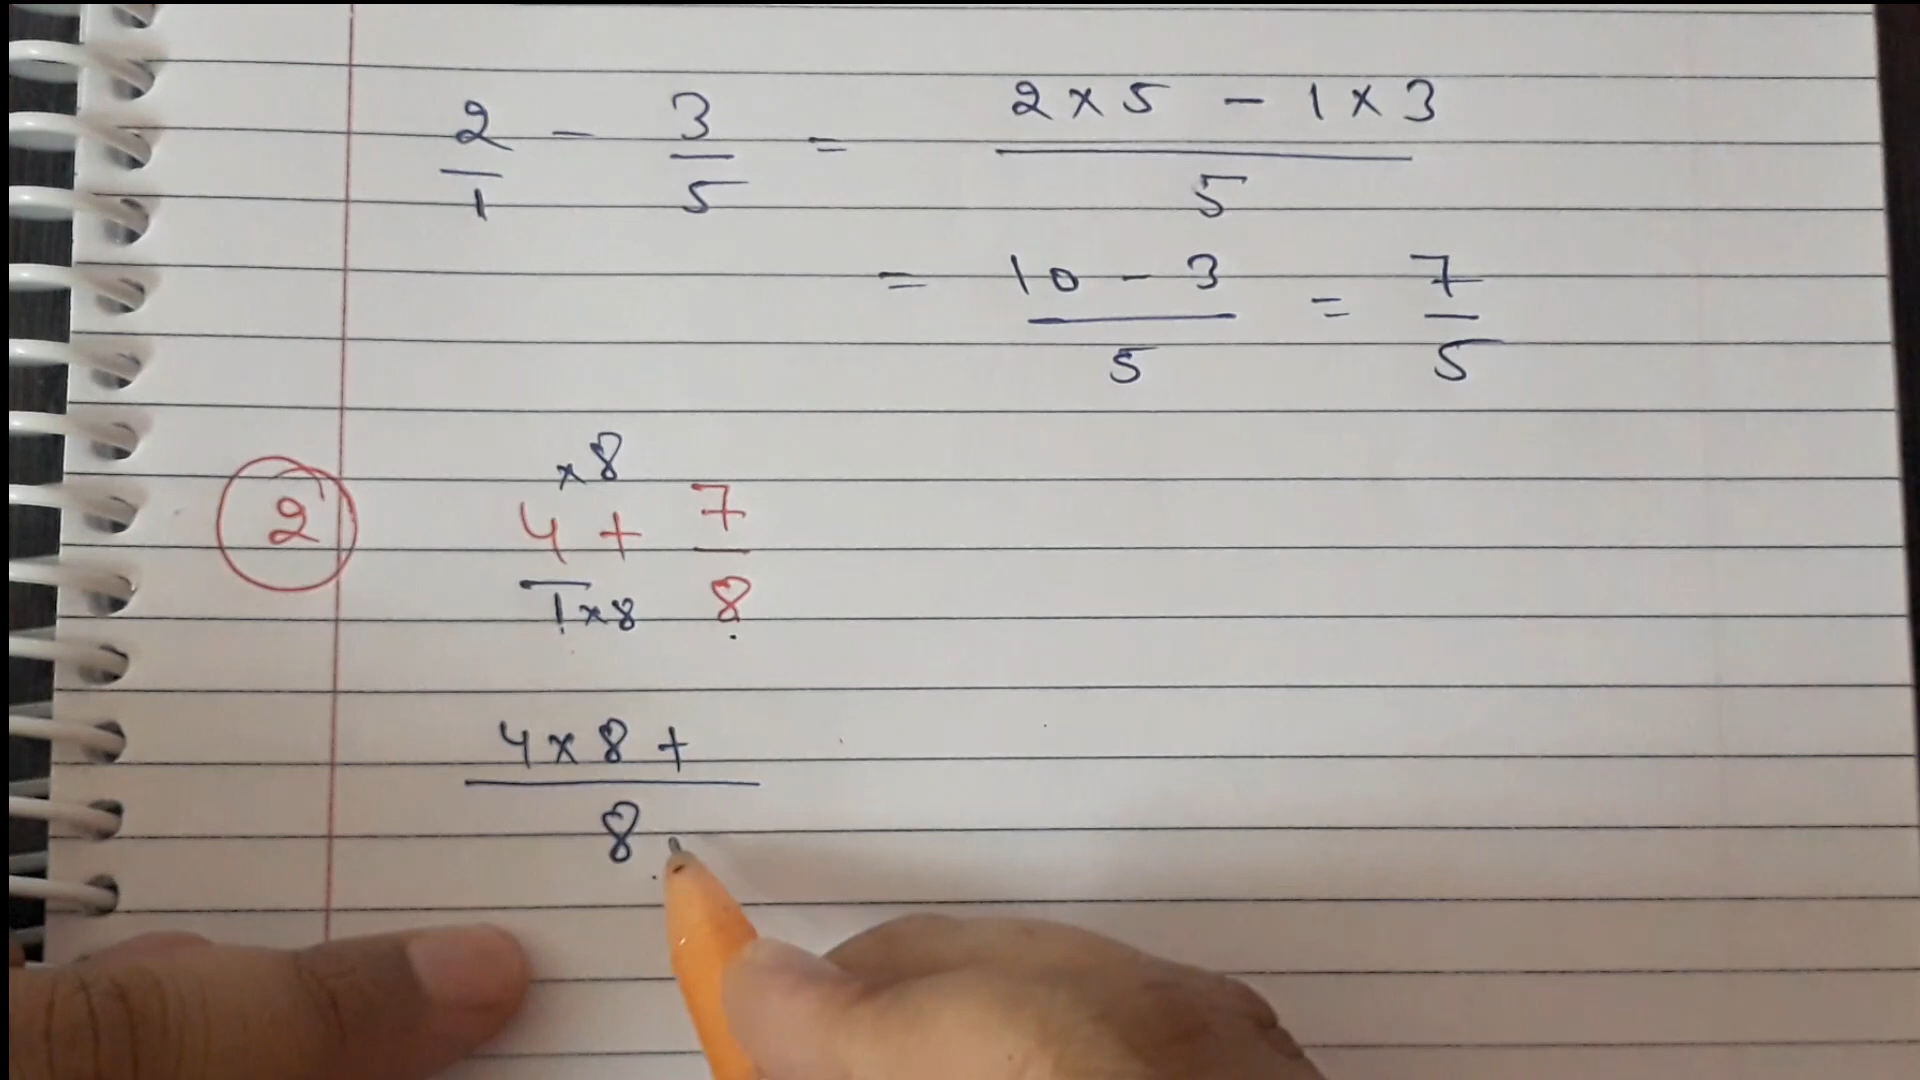 2/1 - 3/5 = (2 x 5 - 1 x 3)/5
= (10 - 3)/5 = 7/5
x 8
② 4/1 + 7/8
x 8
(4 x 8 +)/8